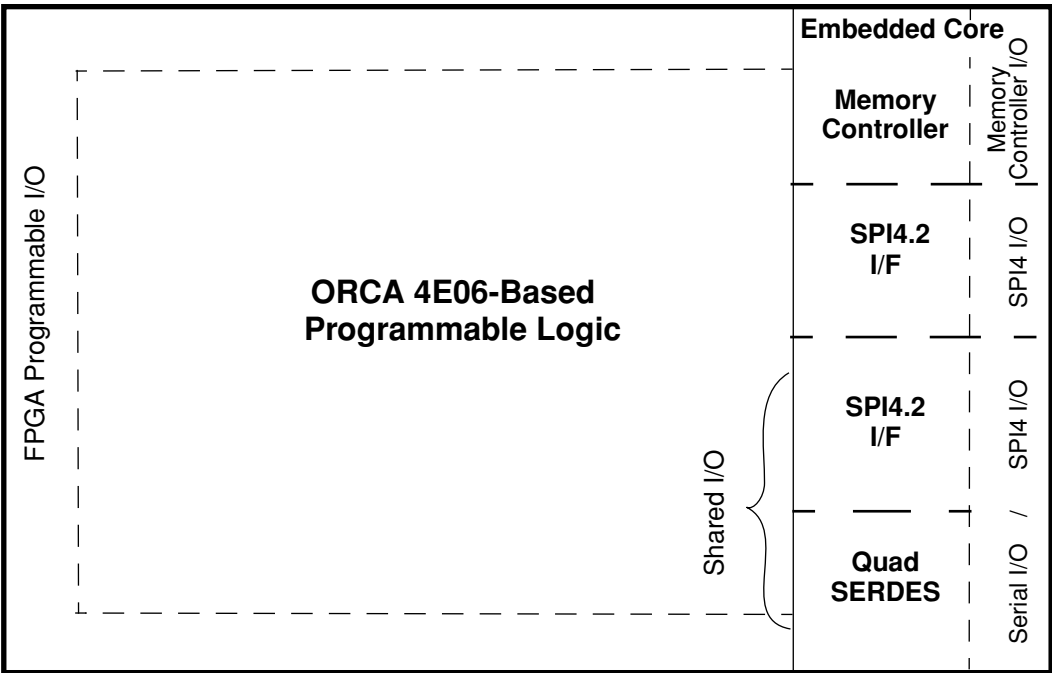 Embedded Core
Memory
Controller
Memory
Controller I/O
FPGA Programmable I/O
ORCA 4E06-Based
Programmable Logic
SPI4.2
I/F
SPI4 I/O
Shared I/O
SPI4.2
I/F
SPI4 I/O
/
Quad
SERDES
Serial I/O